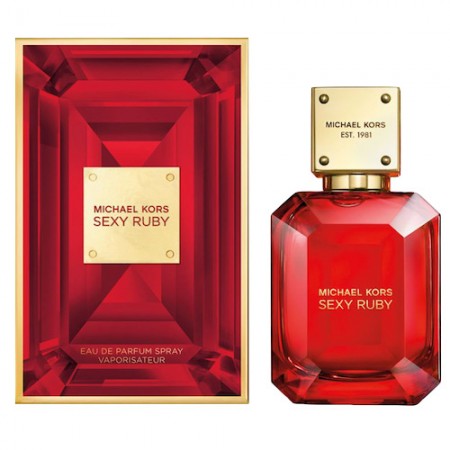 MICHAEL KORS
SEXY RUBY
EAU DE PARFUM SPRAY
VAPORISATEUR
MICHAEL KORS
EST. 1981
MICHAEL KORS
SEXY RUBY